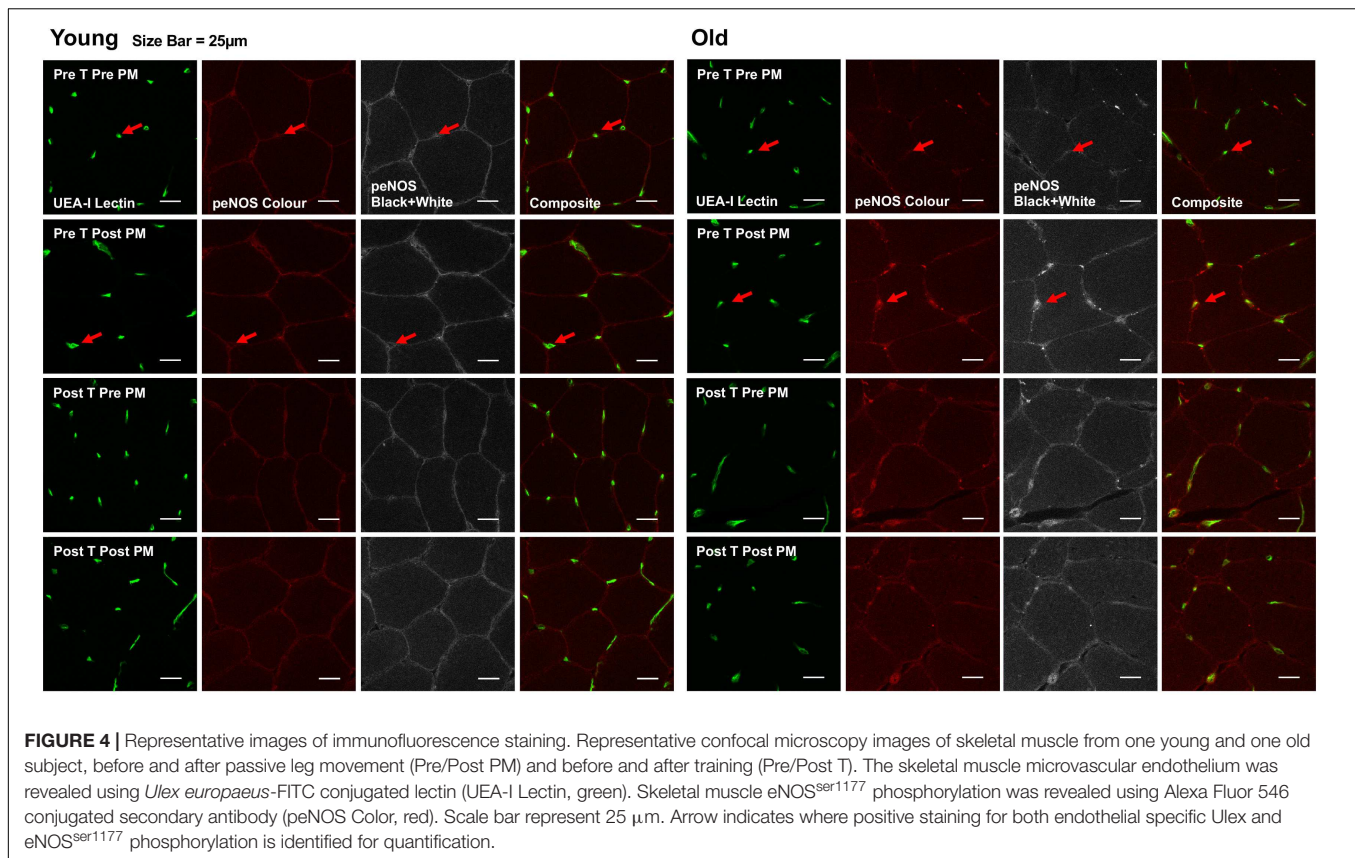 Young Size Bar = 25µm
Old
Pre T Pre PM
UEA-I Lectin
peNOS Colour
peNOS
Black+White
Composite
UEA-I Lectin
peNOS Colour
peNOS
Black+White
Composite
Pre T Post PM
Pre T Post PM
Post T Pre PM
Post T Pre PM
Post T Post PM
Post T Post PM
Pre T Pre PM
FIGURE 4 | Representative images of immunofluorescence staining. Representative confocal microscopy images of skeletal muscle from one young and one old
subject, before and after passive leg movement (Pre/Post PM) and before and after training (Pre/Post T). The skeletal muscle microvascular endothelium was
revealed using Ulex europaeus-FITC conjugated lectin (UEA-I Lectin, green). Skeletal muscle eNOSser1177 phosphorylation was revealed using Alexa Fluor 546
conjugated secondary antibody (peNOS Color, red). Scale bar represent 25 µm. Arrow indicates where positive staining for both endothelial specific Ulex and
eNOSser1177 phosphorylation is identified for quantification.